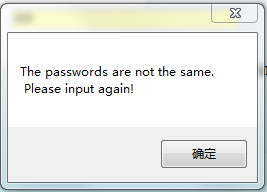 The passwords are not the same.
Please input again!
确定